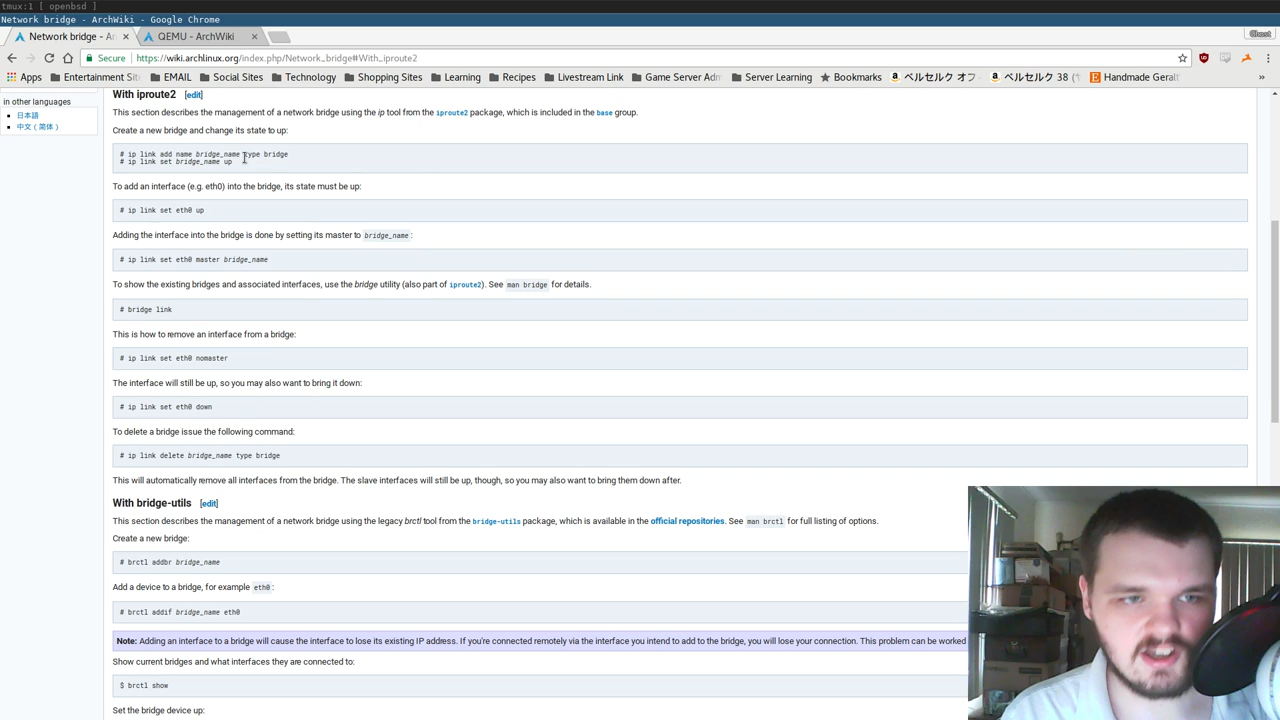 tmux:1 [ openbsd ]
Network bridge - ArchWiki - Google Chrome
Network bridge - An
QEMU - ArchWiki
Ghost
Secure
https://wiki.archlinux.org/index.php/Network_bridge#With_iproute2
Apps
Entertainment Sit
EMAIL
Social Sites
Technology
Shopping Sites
Learning
Recipes
Livestream Link
Game Server Adm
Server Learning
Bookmarks
ベルセルク オフ
ベルセルク 38 (
Handmade Geralt
in other languages
日本語
中文（简体）
With iproute2 [edit]
This section describes the management of a network bridge using the ip tool from the iproute2 package, which is included in the base group.
Create a new bridge and change its state to up:
# ip link add name bridge_name type bridge
# ip link set bridge_name up
To add an interface (e.g. eth0) into the bridge, its state must be up:
# ip link set eth0 up
Adding the interface into the bridge is done by setting its master to bridge_name:
# ip link set eth0 master bridge_name
To show the existing bridges and associated interfaces, use the bridge utility (also part of iproute2). See man bridge for details.
# bridge link
This is how to remove an interface from a bridge:
# ip link set eth0 nomaster
The interface will still be up, so you may also want to bring it down:
# ip link set eth0 down
To delete a bridge issue the following command:
# ip link delete bridge_name type bridge
This will automatically remove all interfaces from the bridge. The slave interfaces will still be up, though, so you may also want to bring them down after.
With bridge-utils [edit]
This section describes the management of a network bridge using the legacy brctl tool from the bridge-utils package, which is available in the official repositories. See man brctl for full listing of options.
Create a new bridge:
# brctl addbr bridge_name
Add a device to a bridge, for example eth0:
# brctl addif bridge_name eth0
Note: Adding an interface to a bridge will cause the interface to lose its existing IP address. If you're connected remotely via the interface you intend to add to the bridge, you will lose your connection. This problem can be worked
Show current bridges and what interfaces they are connected to:
$ brctl show
Set the bridge device up: